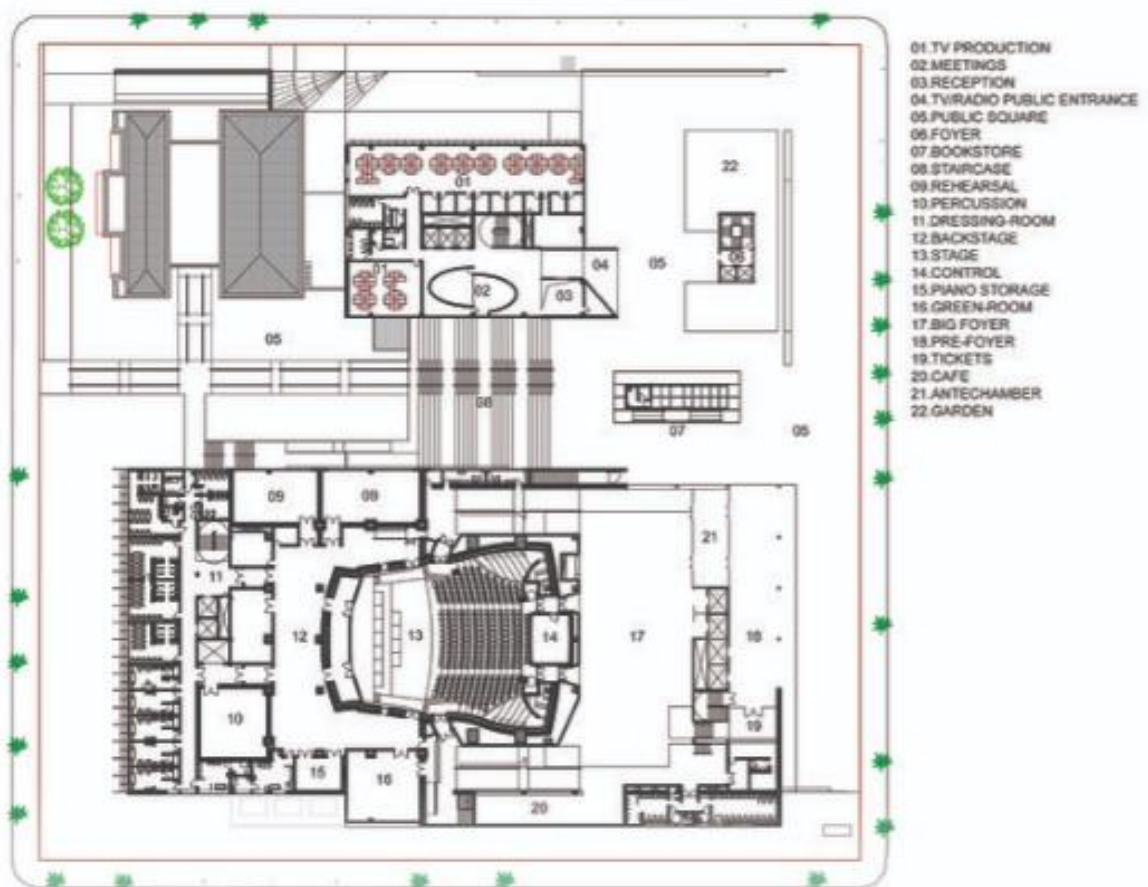 01.TV PRODUCTION
02.MEETINGS
03.RECEPTION
04.TV/RADIO PUBLIC ENTRANCE
05.PUBLIC SQUARE
06.FOYER
07.BOOKSTORE
08.STAIRCASE
09.REHEARSAL
10.PERCUSSION
11.DRESSING-ROOM
12.BACKSTAGE
13.STAGE
14.CONTROL
15.PIANO STORAGE
16.GREEN-ROOM
17.BIG FOYER
18.PRE-FOYER
19.TICKETS
20.CAFE
21.ANTECHAMBER
22.GARDEN
22
01
04
05
06
01
02
03
05
08
07
05
09
09
21
11
12
13
14
17
18
10
19
15
16
20